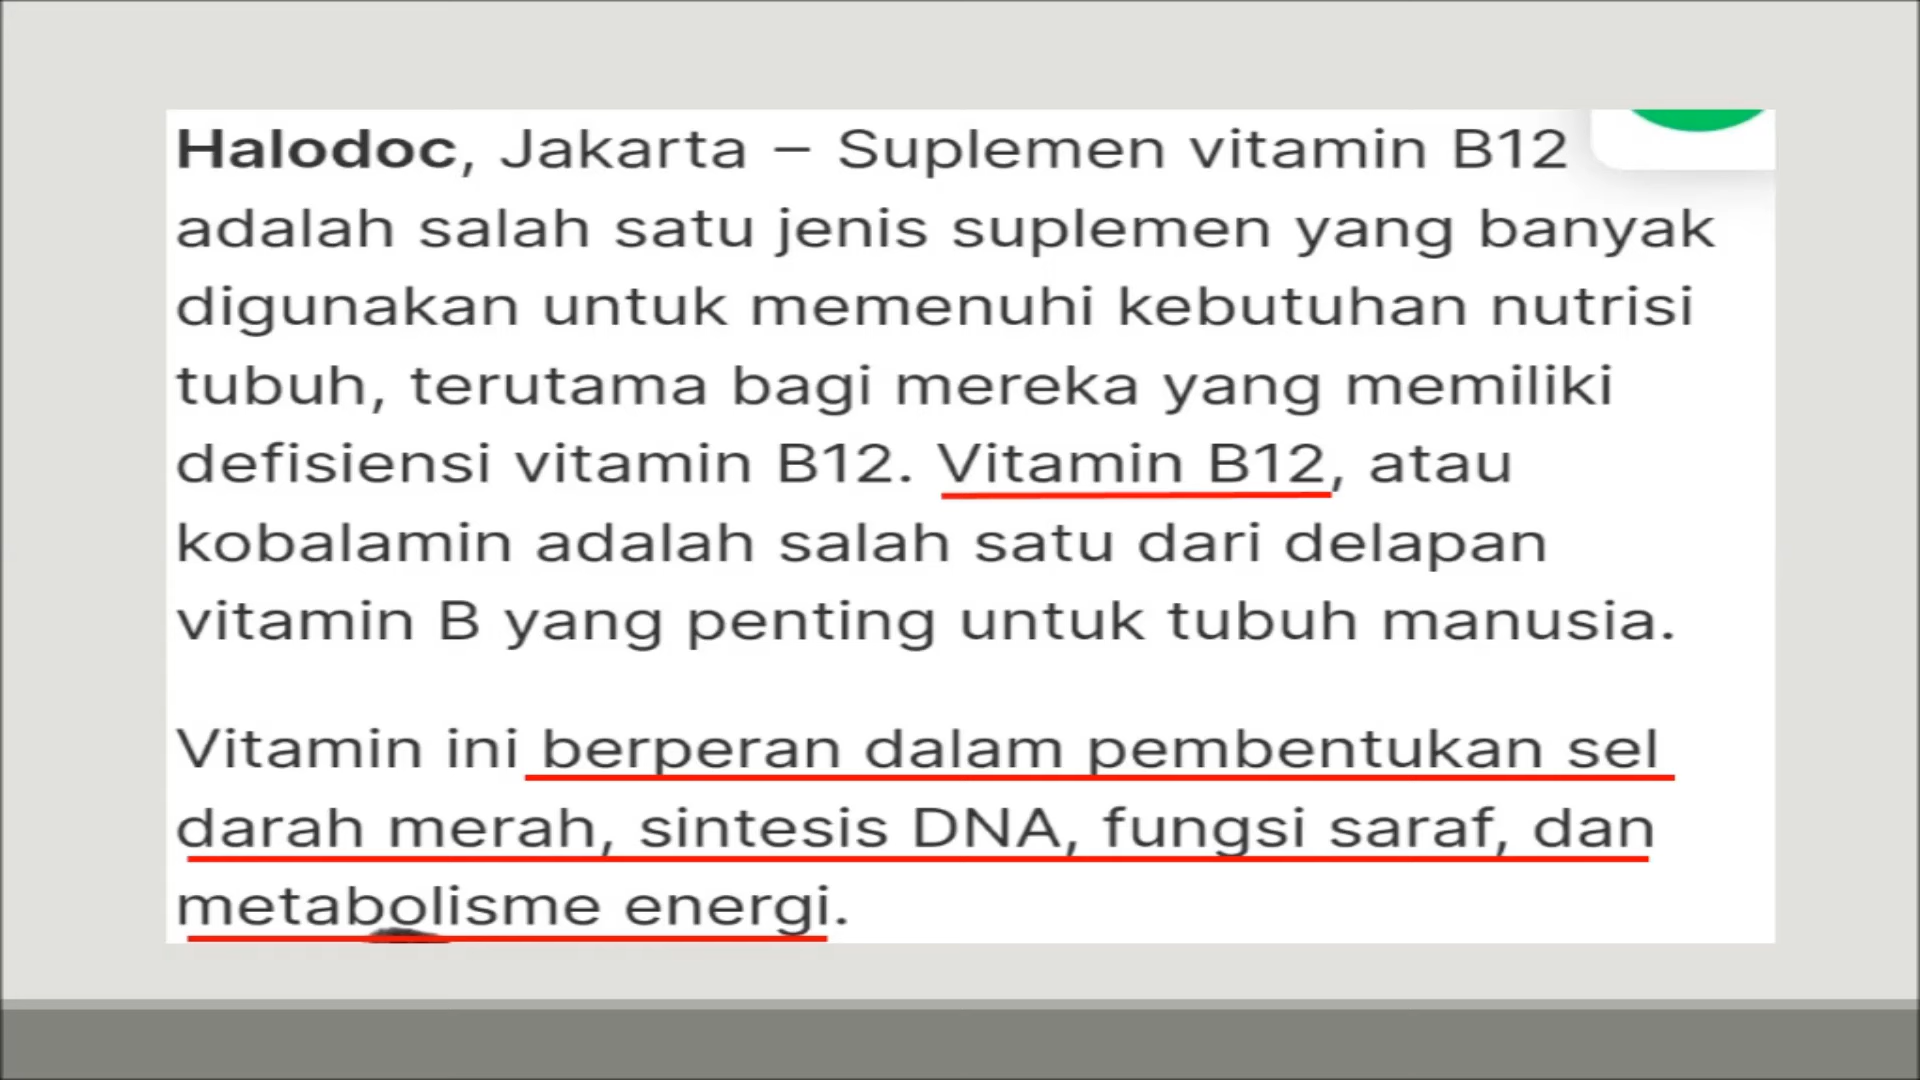 Halodoc, Jakarta – Suplemen vitamin B12
adalah salah satu jenis suplemen yang banyak
digunakan untuk memenuhi kebutuhan nutrisi
tubuh, terutama bagi mereka yang memiliki
defisiensi vitamin B12. Vitamin B12, atau
kobalamin adalah salah satu dari delapan
vitamin B yang penting untuk tubuh manusia.
Vitamin ini berperan dalam pembentukan sel
darah merah, sintesis DNA, fungsi saraf, dan
metabolisme energi.